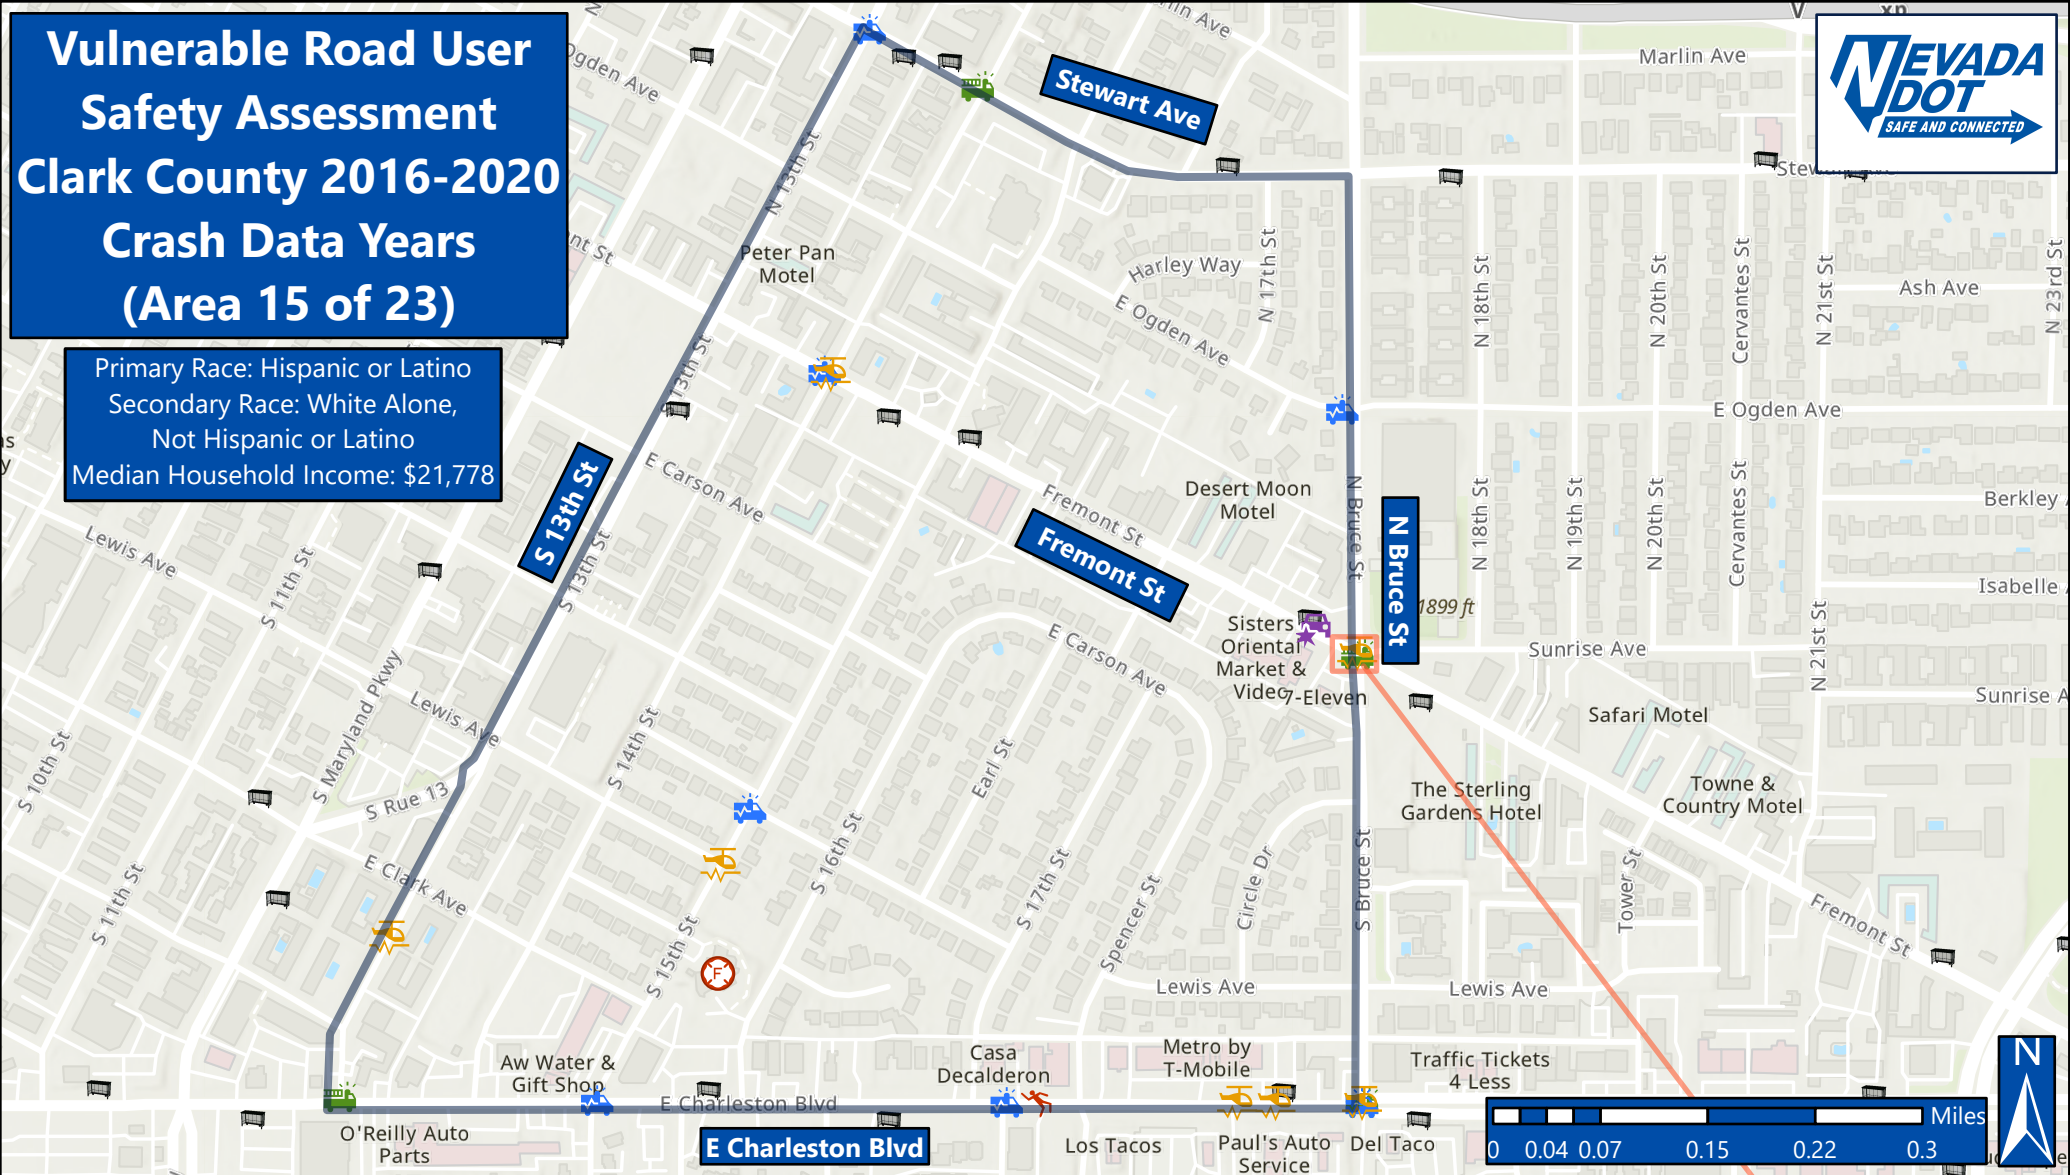 Vulnerable Road User
Safety Assessment
Clark County 2016-2020
Crash Data Years
(Area 15 of 23)
Primary Race: Hispanic or Latino
Secondary Race: White Alone,
Not Hispanic or Latino
Median Household Income: $21,778
NEVADA
DOT
SAFE AND CONNECTED
Marlin Ave
Stewart Ave
Ogden Ave
N 13th St
Peter Pan
Motel
Harley Way
N 17th St
E Ogden Ave
N 18th St
N 20th St
Cervantes St
N 21st St
Ash Ave
N 23rd St
E Ogden Ave
S 13th St
E Carson Ave
Fremont St
Fremont St
Desert Moon
Motel
N Bruce St
N Bruce St
N 18th St
N 19th St
N 20th St
Cervantes St
Berkley
Isabelle
1899 ft
Lewis Ave
S 11th St
S 13th St
E Carson Ave
Sisters
Oriental
Market &
Video
7-Eleven
Sunrise Ave
N 21st St
Sunrise A
Safari Motel
S Maryland Pkwy
Lewis Ave
S 14th St
Earl St
S 10th St
S Rue 13
The Sterling
Gardens Hotel
Towne &
Country Motel
S 11th St
E Clark Ave
S 16th St
S 17th St
Spencer St
Circle Dr
S Bruce St
Tower St
Fremont St
S 15th St
F
Lewis Ave
Lewis Ave
Aw Water &
Gift Shop
Casa
Decalderon
Metro by
T-Mobile
Traffic Tickets
4 Less
E Charleston Blvd
O'Reilly Auto
Parts
E Charleston Blvd
Los Tacos
Paul's Auto
Service
Del Taco
Miles
0 0.04 0.07 0.15 0.22 0.3
N